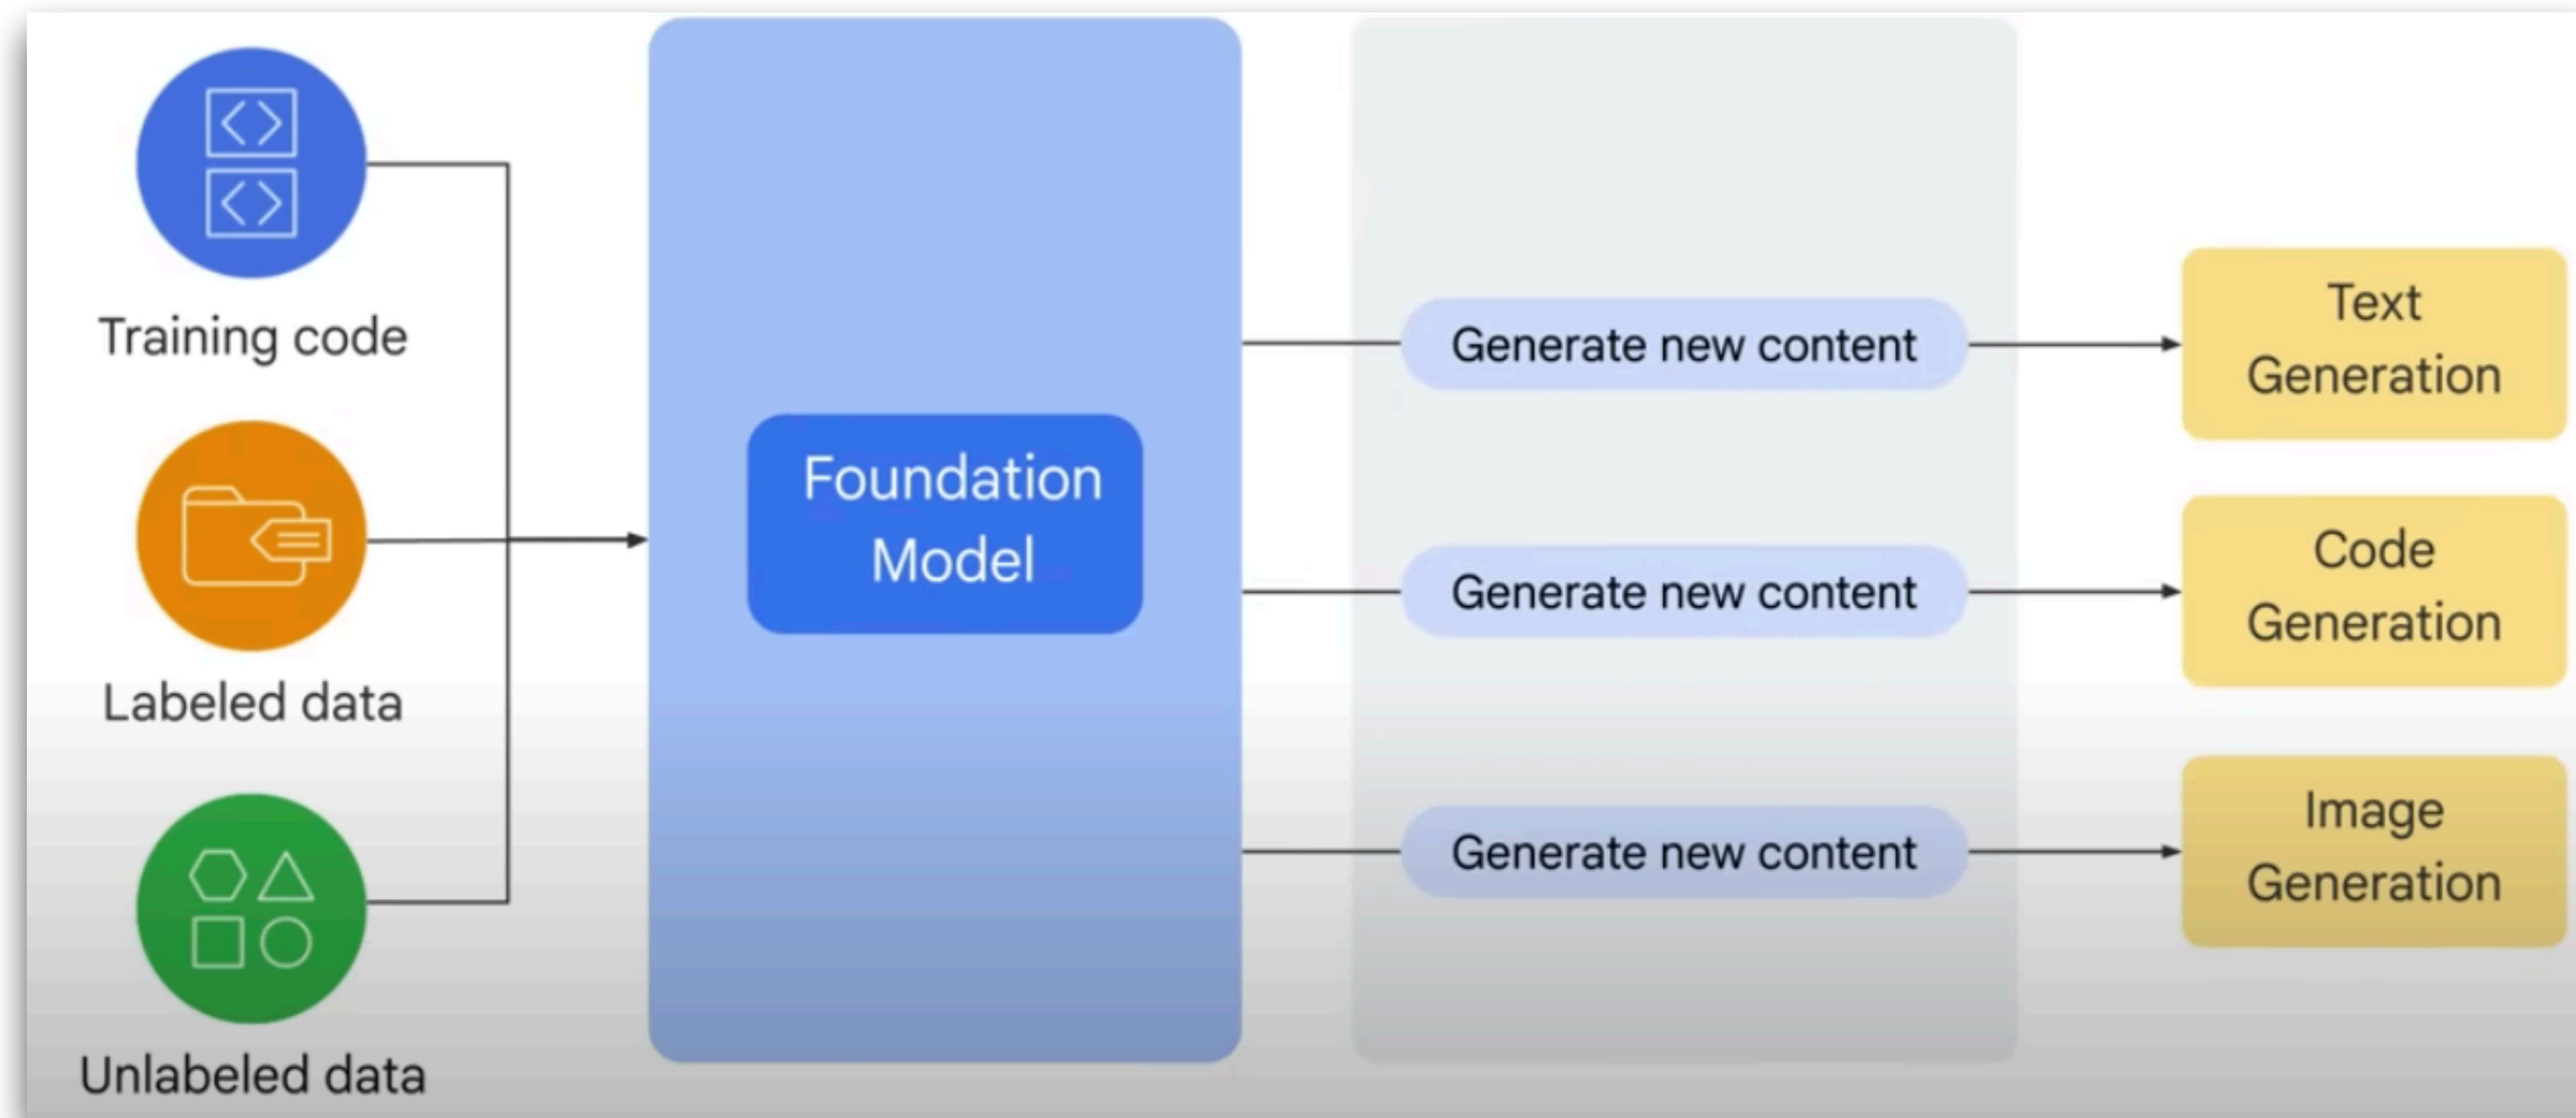 Training code
Labeled data
Unlabeled data
Foundation
Model
Generate new content
Generate new content
Generate new content
Text
Generation
Code
Generation
Image
Generation